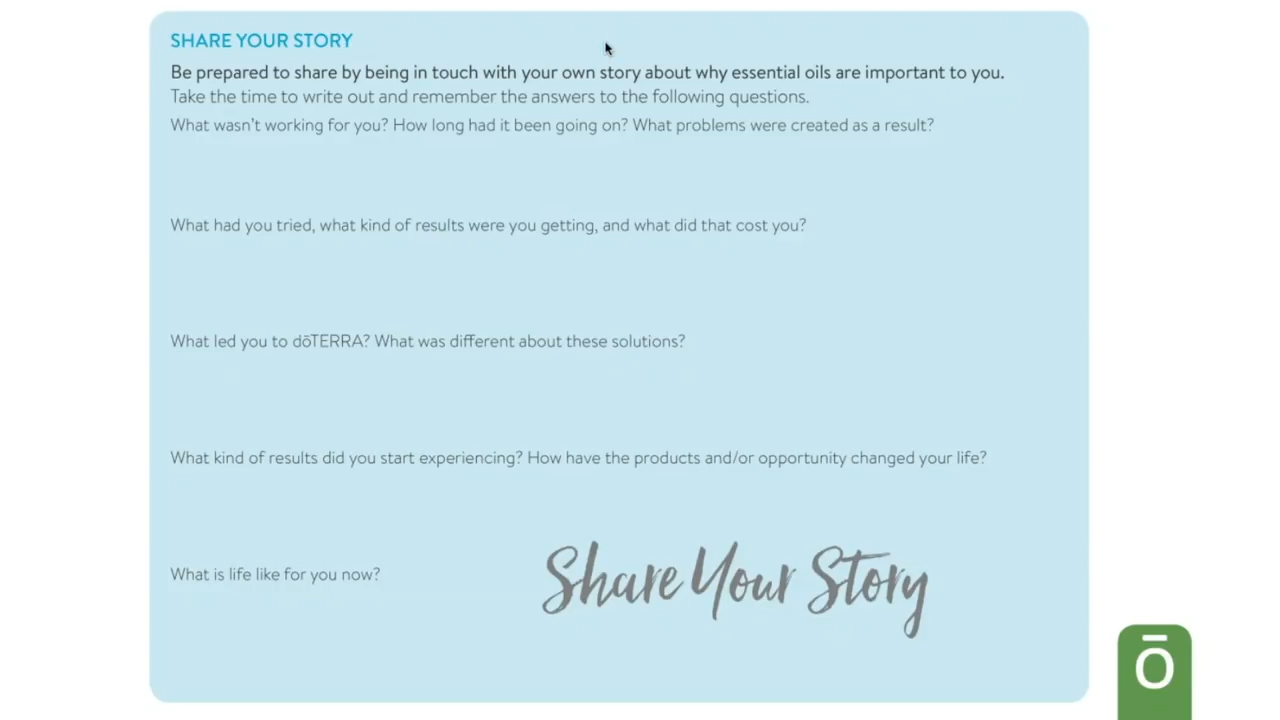 SHARE YOUR STORY
Be prepared to share by being in touch with your own story about why essential oils are important to you.
Take the time to write out and remember the answers to the following questions.
What wasn't working for you? How long had it been going on? What problems were created as a result?
What had you tried, what kind of results were you getting, and what did that cost you?
What led you to dōTERRA? What was different about these solutions?
What kind of results did you start experiencing? How have the products and/or opportunity changed your life?
What is life like for you now?
Share Your Story
Ō